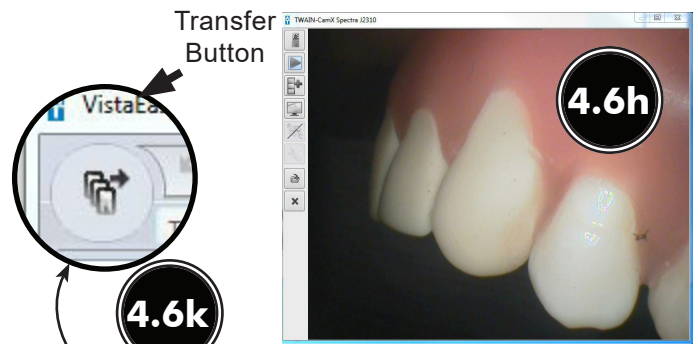 Transfer
Button
VistaEa
4.6k
TWAIN-CamX Spectra J2310
4.6h